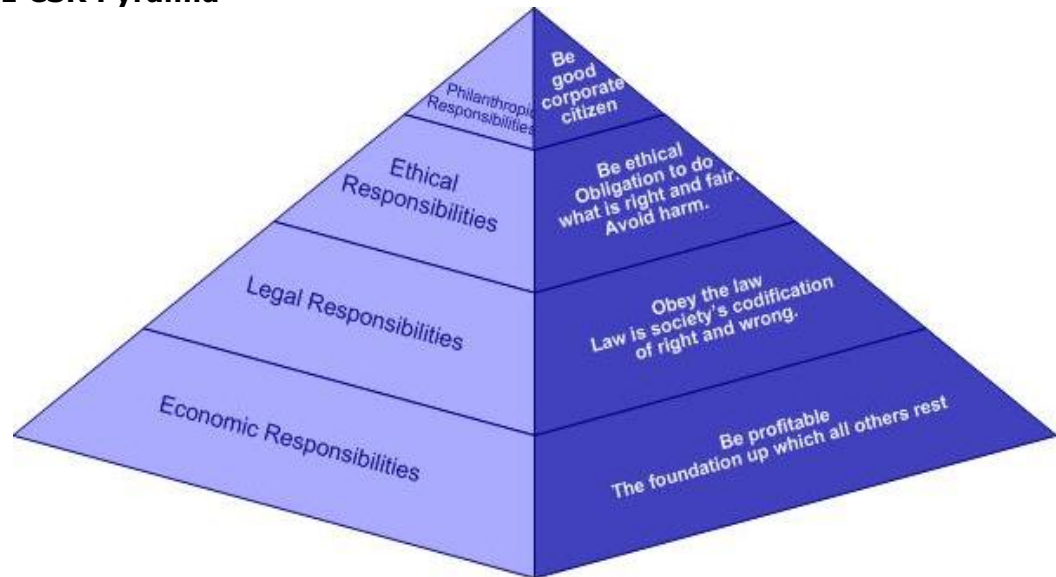 CSR Pyramid
Philanthropic
Responsibilities
Be
good
corporate
citizen
Ethical
Responsibilities
Be ethical
Obligation to do
what is right and fair.
Avoid harm.
Legal Responsibilities
Obey the law
Law is society's codification
of right and wrong.
Economic Responsibilities
Be profitable
The foundation up which all others rest